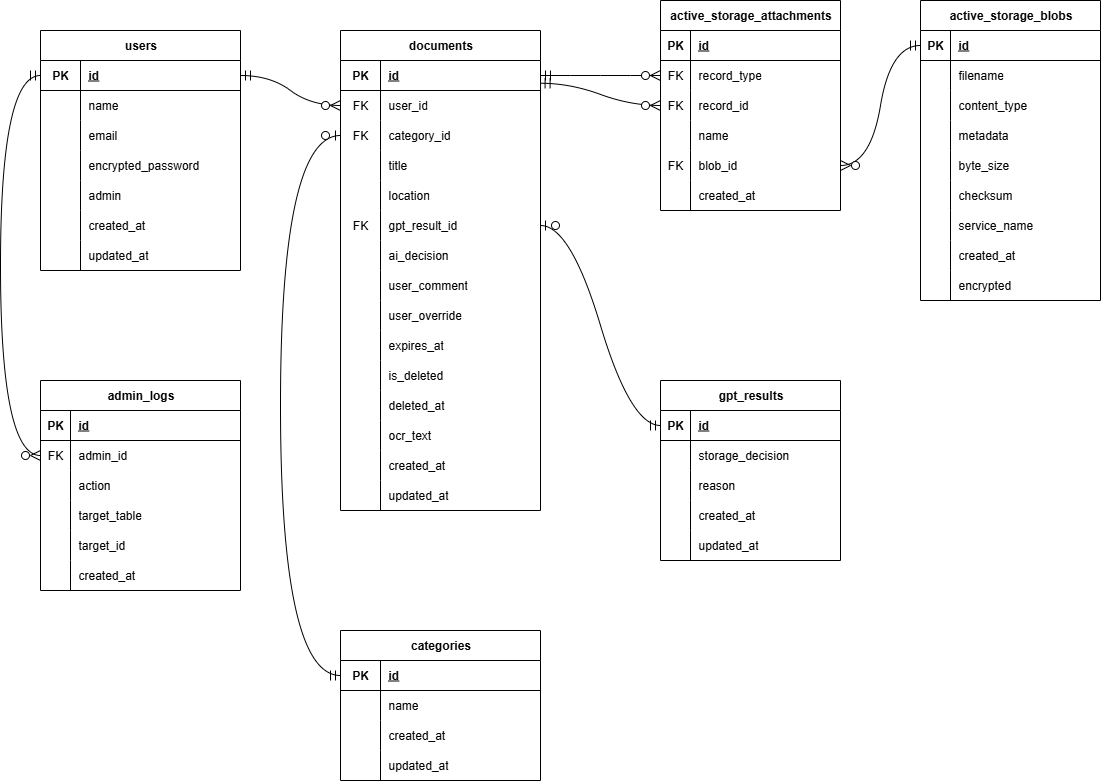 users
PK id
name
email
encrypted_password
admin
created_at
updated_at
documents
PK id
FK user_id
FK category_id
title
location
FK gpt_result_id
ai_decision
user_comment
user_override
expires_at
is_deleted
deleted_at
ocr_text
created_at
updated_at
active_storage_attachments
PK id
FK record_type
FK record_id
name
FK blob_id
created_at
active_storage_blobs
PK id
filename
content_type
metadata
byte_size
checksum
service_name
created_at
encrypted
admin_logs
PK id
FK admin_id
action
target_table
target_id
created_at
gpt_results
PK id
storage_decision
reason
created_at
updated_at
categories
PK id
name
created_at
updated_at